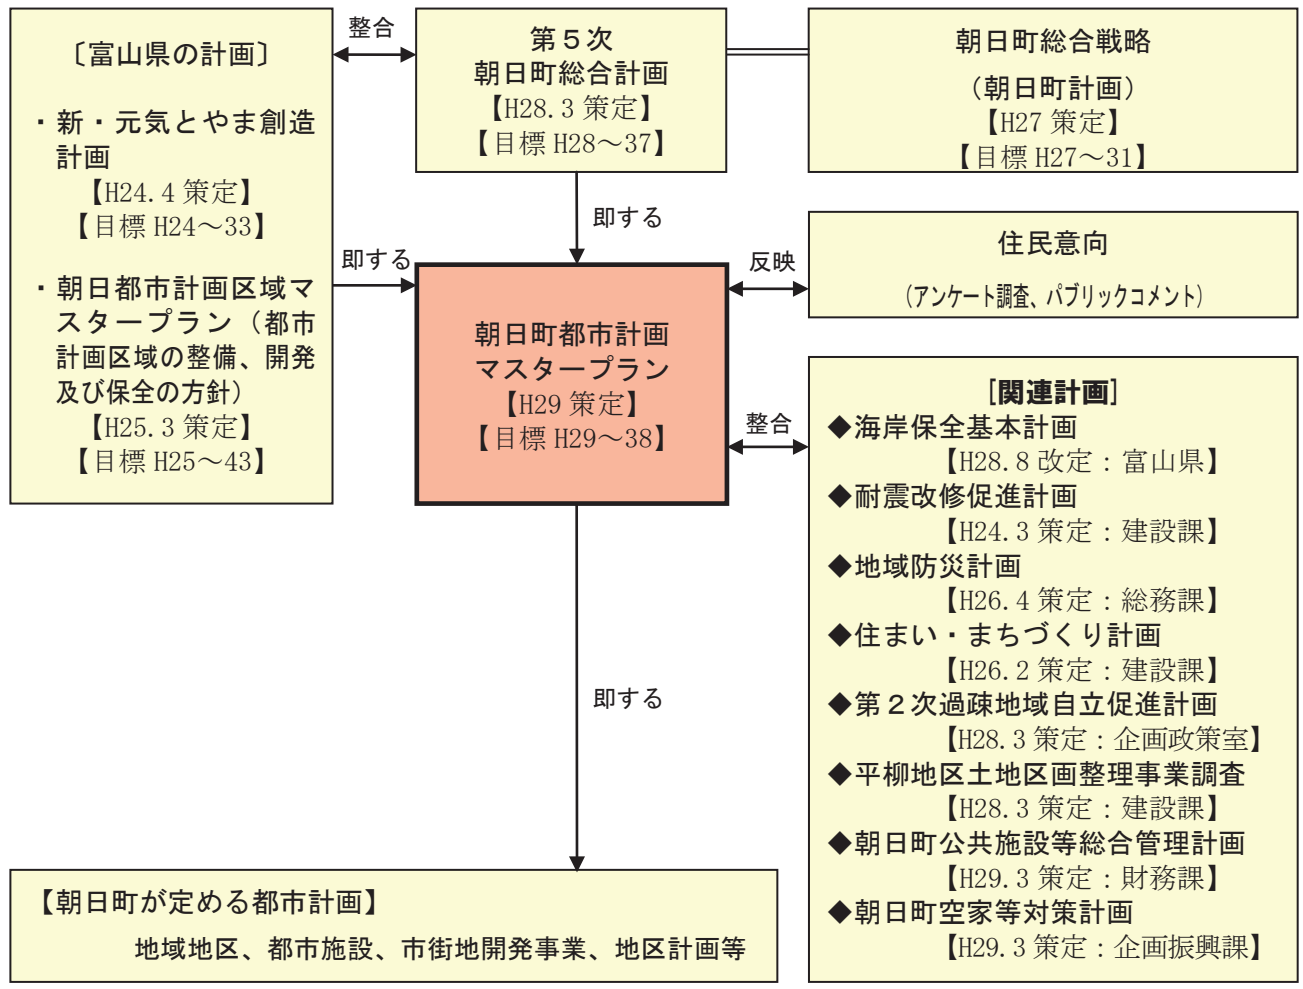 〔富山県の計画〕
・新・元気とやま創造
計画
【H24.4 策定】
【目標 H24～33】
・朝日都市計画区域マ
スタープラン（都市
計画区域の整備、開発
及び保全の方針）
【H25.3 策定】
【目標 H25～43】
整合
第５次
朝日町総合計画
【H28.3 策定】
【目標 H28～37】
朝日町総合戦略
（朝日町計画）
【H27 策定】
【目標 H27～31】
即する
即する
朝日町都市計画
マスタープラン
【H29 策定】
【目標 H29～38】
反映
住民意向
（アンケート調査、パブリックコメント）
整合
[関連計画]
◆海岸保全基本計画
【H28.8 改定：富山県】
◆耐震改修促進計画
【H24.3 策定：建設課】
◆地域防災計画
【H26.4 策定：総務課】
◆住まい・まちづくり計画
【H26.2 策定：建設課】
◆第２次過疎地域自立促進計画
【H28.3 策定：企画政策室】
◆平柳地区土地区画整理事業調査
【H28.3 策定：建設課】
◆朝日町公共施設等総合管理計画
【H29.3 策定：財務課】
◆朝日町空家等対策計画
【H29.3 策定：企画振興課】
即する
【朝日町が定める都市計画】
地域地区、都市施設、市街地開発事業、地区計画等